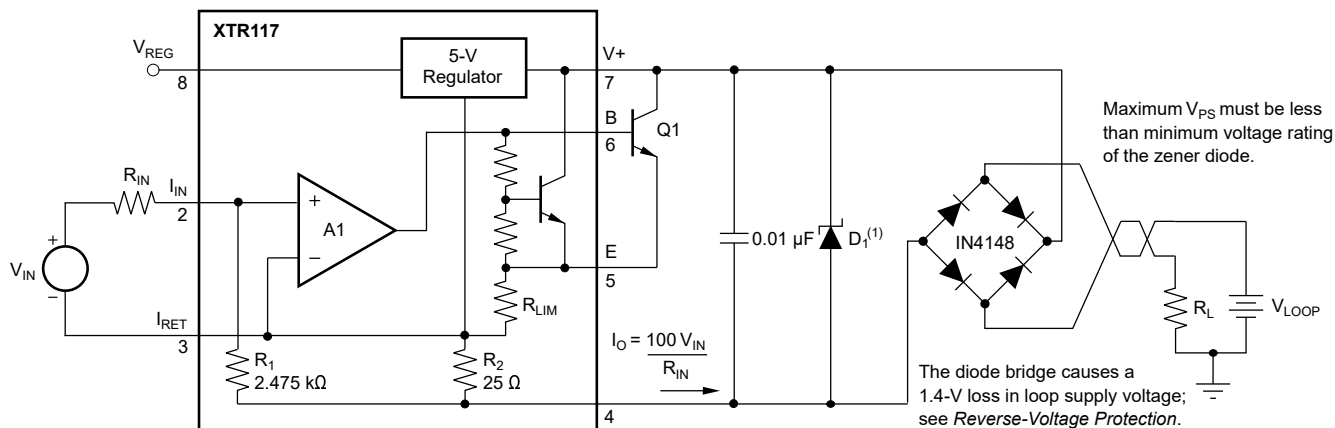 XTR117
V_REG
8
5-V
Regulator
V+
7
B
6
Q1
Maximum V_PS must be less
than minimum voltage rating
of the zener diode.
R_IN
I_IN
2
+
A1
−
V_IN
+
−
0.01 µF
D₁⁽¹⁾
IN4148
E
5
R_LIM
R_L
V_LOOP
I_RET
3
R₁
2.475 kΩ
R₂
25 Ω
I_O = 100 V_IN
R_IN
4
The diode bridge causes a
1.4-V loss in loop supply voltage;
see Reverse-Voltage Protection.